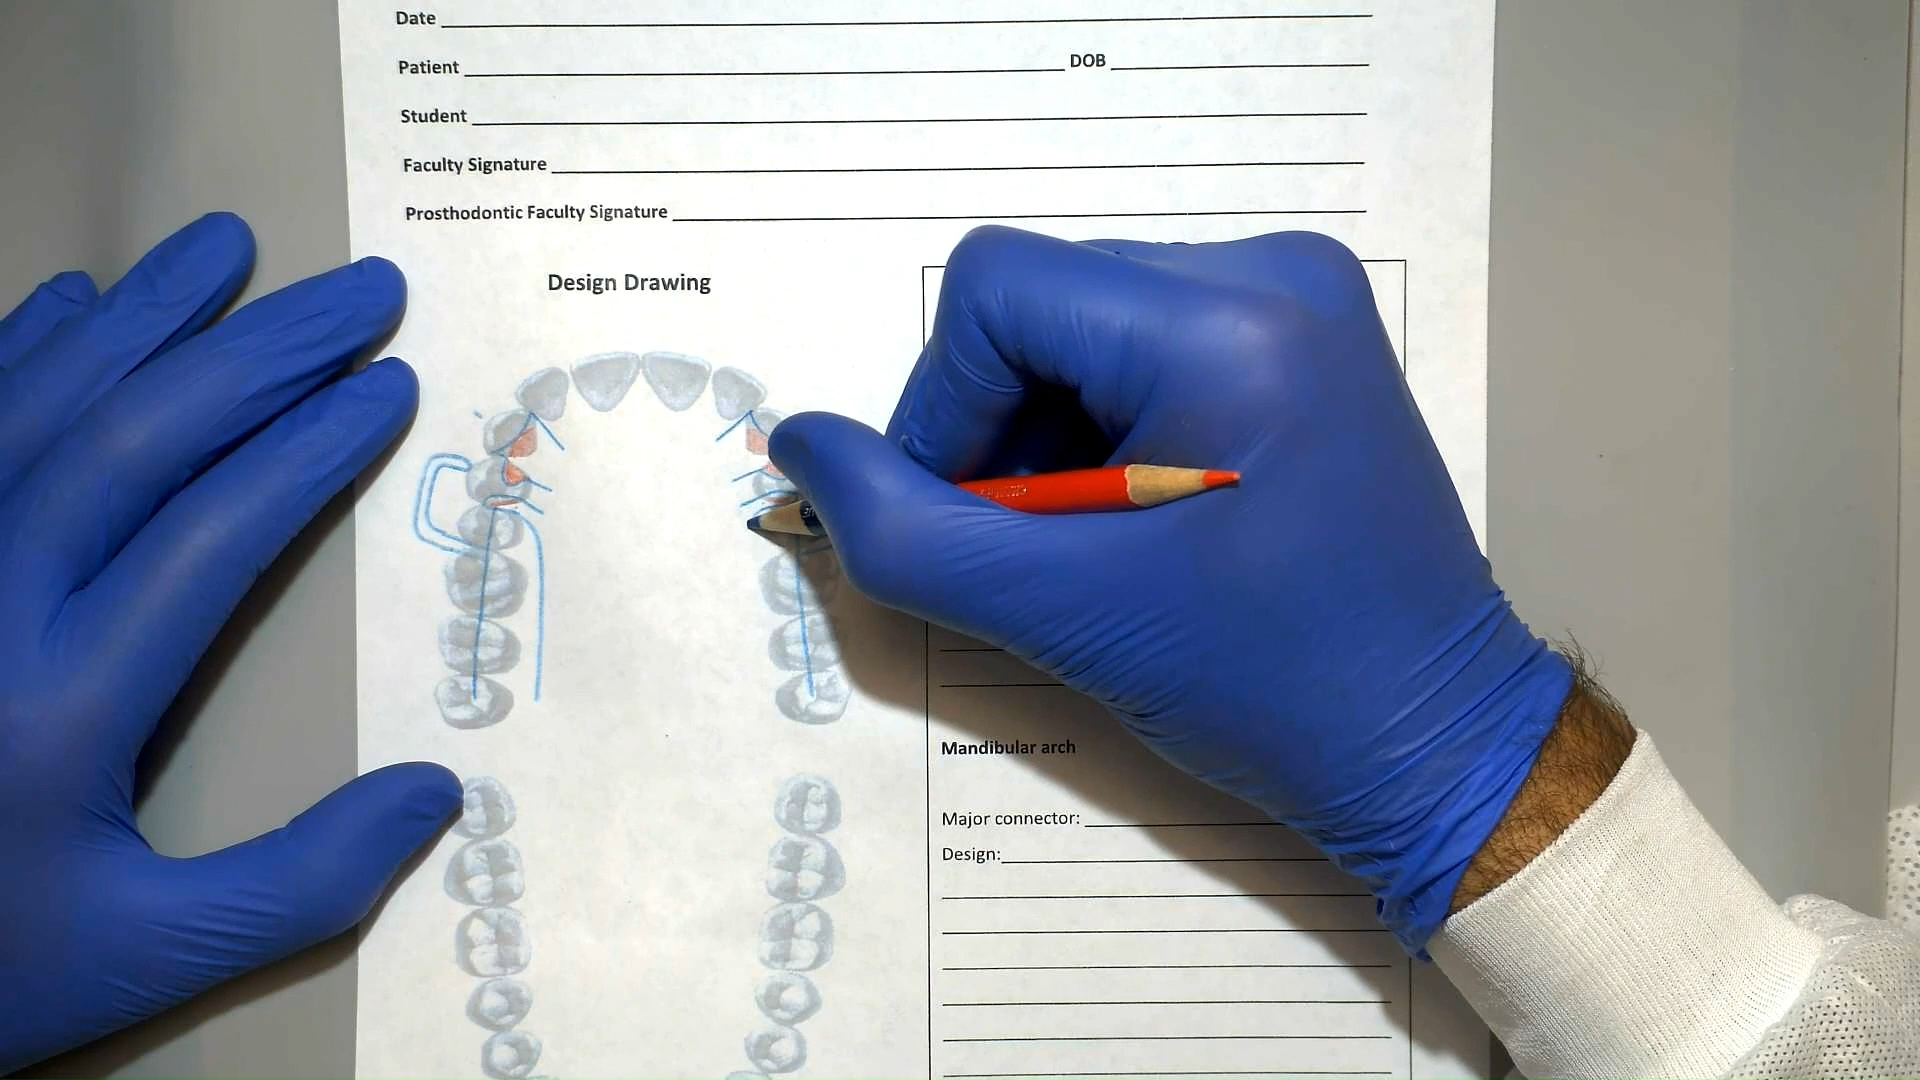 Date
Patient DOB
Student
Faculty Signature
Prosthodontic Faculty Signature
Design Drawing
Mandibular arch
Major connector:
Design: